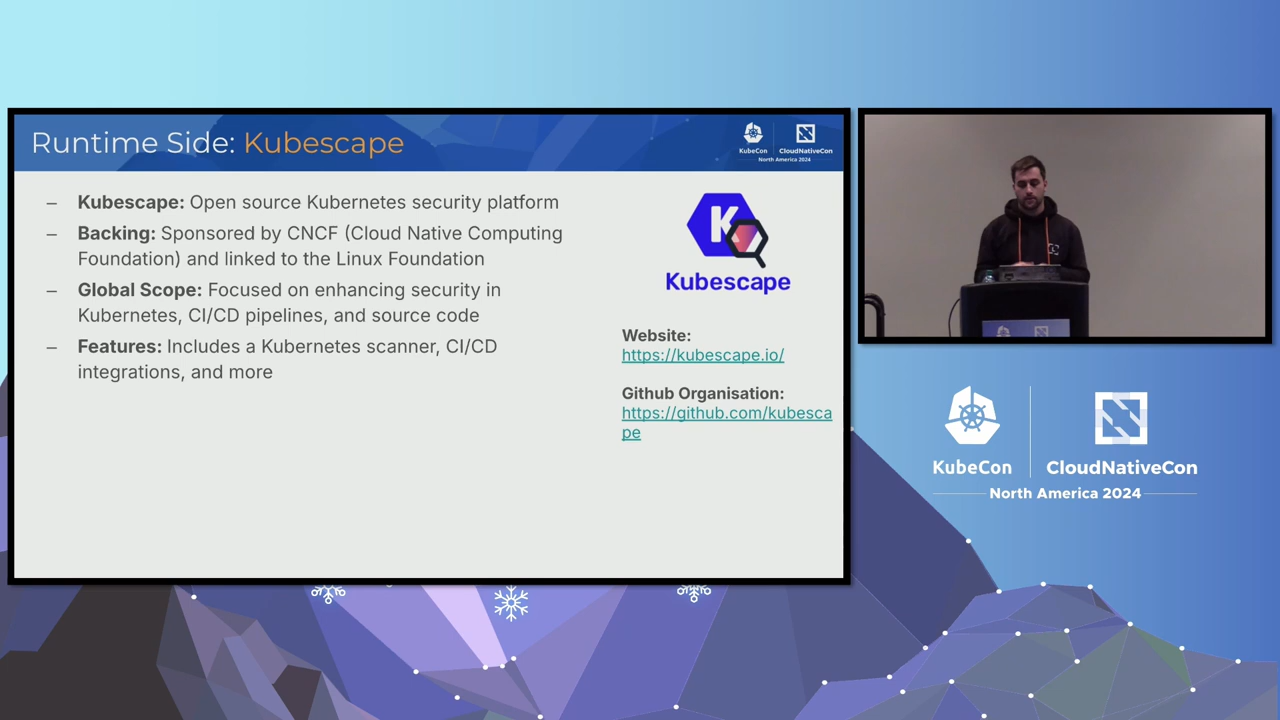 Runtime Side: Kubescape
KubeCon
CloudNativeCon
North America 2024
– Kubescape: Open source Kubernetes security platform
– Backing: Sponsored by CNCF (Cloud Native Computing
Foundation) and linked to the Linux Foundation
– Global Scope: Focused on enhancing security in
Kubernetes, CI/CD pipelines, and source code
– Features: Includes a Kubernetes scanner, CI/CD
integrations, and more
K
Kubescape
Website:
https://kubescape.io/
Github Organisation:
https://github.com/kubesca
pe
KubeCon
CloudNativeCon
North America 2024